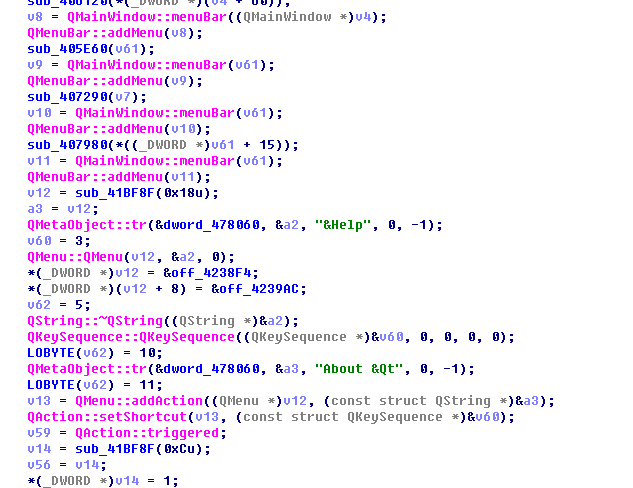 sub_406120(*(_DWORD *)(v4 + 60));
v8 = QMainWindow::menuBar((QMainWindow *)v4);
QMenuBar::addMenu(v8);
sub_405E60(v61);
v9 = QMainWindow::menuBar(v61);
QMenuBar::addMenu(v9);
sub_407290(v7);
v10 = QMainWindow::menuBar(v61);
QMenuBar::addMenu(v10);
sub_407980(*((_DWORD *)v61 + 15));
v11 = QMainWindow::menuBar(v61);
QMenuBar::addMenu(v11);
v12 = sub_41BF8F(0x18u);
a3 = v12;
QMetaObject::tr(&dword_478060, &a2, "&Help", 0, -1);
v60 = 3;
QMenu::QMenu(v12, &a2, 0);
*(_DWORD *)v12 = &off_4238F4;
*(_DWORD *)(v12 + 8) = &off_4239AC;
v62 = 5;
QString::~QString((QString *)&a2);
QKeySequence::QKeySequence((QKeySequence *)&v60, 0, 0, 0, 0);
LOBYTE(v62) = 10;
QMetaObject::tr(&dword_478060, &a3, "About &Qt", 0, -1);
LOBYTE(v62) = 11;
v13 = QMenu::addAction((QMenu *)v12, (const struct QString *)&a3);
QAction::setShortcut(v13, (const struct QKeySequence *)&v60);
v59 = QAction::triggered;
v14 = sub_41BF8F(0xCu);
v56 = v14;
*(_DWORD *)v14 = 1;